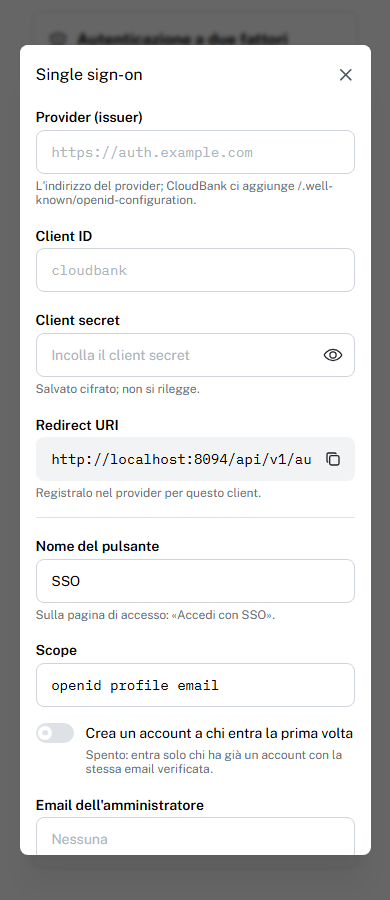 Autenticazione a due fattori
Single sign-on
Provider (issuer)
https://auth.example.com
L'indirizzo del provider; CloudBank ci aggiunge /.well-
known/openid-configuration.
Client ID
cloudbank
Client secret
Incolla il client secret
Salvato cifrato; non si rilegge.
Redirect URI
http://localhost:8094/api/v1/au
Registralo nel provider per questo client.
Nome del pulsante
SSO
Sulla pagina di accesso: «Accedi con SSO».
Scope
openid profile email
Crea un account a chi entra la prima volta
Spento: entra solo chi ha già un account con la
stessa email verificata.
Email dell'amministratore
Nessuna